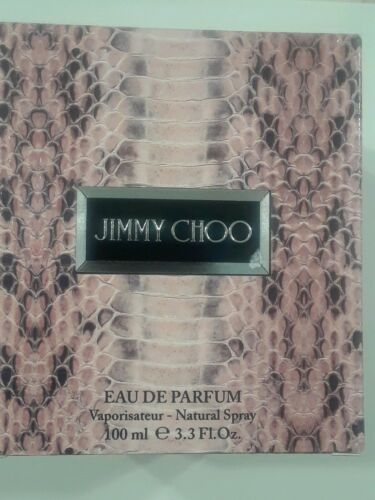 JIMMY CHOO
EAU DE PARFUM
Vaporisateur - Natural Spray
100 ml ℮ 3.3 Fl.Oz.